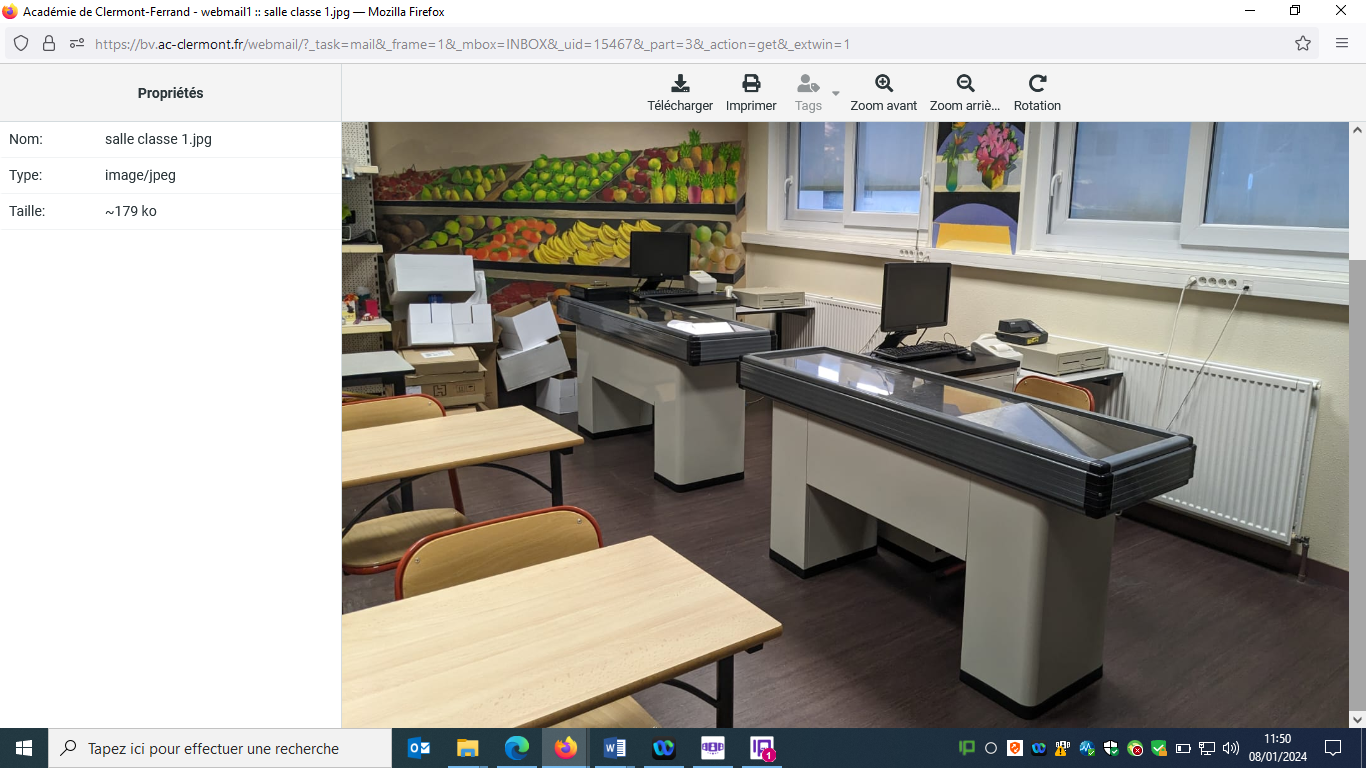 Académie de Clermont-Ferrand - webmail1 :: salle classe 1.jpg — Mozilla Firefox
https://bv.ac-clermont.fr/webmail/?_task=mail&_frame=1&_mbox=INBOX&_uid=15467&_part=3&_action=get&_extwin=1
Propriétés
Télécharger Imprimer Tags Zoom avant Zoom arriè... Rotation
Nom: salle classe 1.jpg
Type: image/jpeg
Taille: ~179 ko
Tapez ici pour effectuer une recherche
11:50
08/01/2024